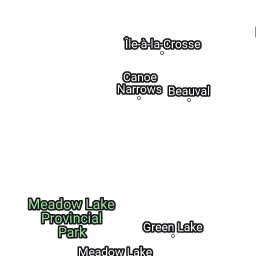 Île-à-la-Crosse
Canoe
Narrows
Beauval
Meadow Lake
Provincial
Park
Green Lake
Meadow Lake